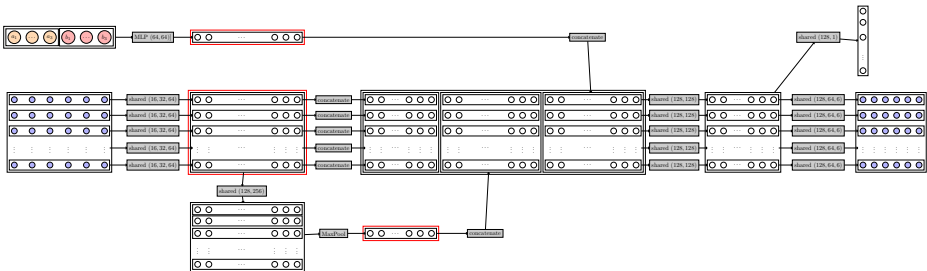 MLP (64,64)]
concatenate
shared (128, 1)
shared (16, 32, 64)
concatenate
shared (128, 128)
shared (128, 64, 6)
shared (16, 32, 64)
concatenate
shared (128, 128)
shared (128, 64, 6)
shared (16, 32, 64)
concatenate
shared (128, 128)
shared (128, 64, 6)
shared (16, 32, 64)
concatenate
shared (128, 128)
shared (128, 64, 6)
shared (16, 32, 64)
concatenate
shared (128, 128)
shared (128, 64, 6)
shared (128, 256)
MaxPool
concatenate